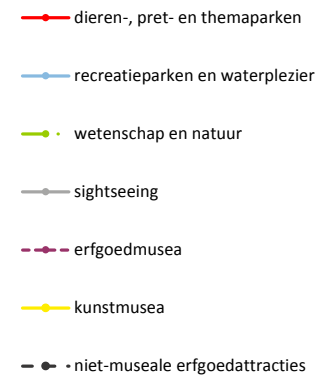 dieren-, pret- en themaparken
recreatieparken en waterplezier
wetenschap en natuur
sightseeing
erfgoedmusea
kunstmusea
niet-museale erfgoedattracties